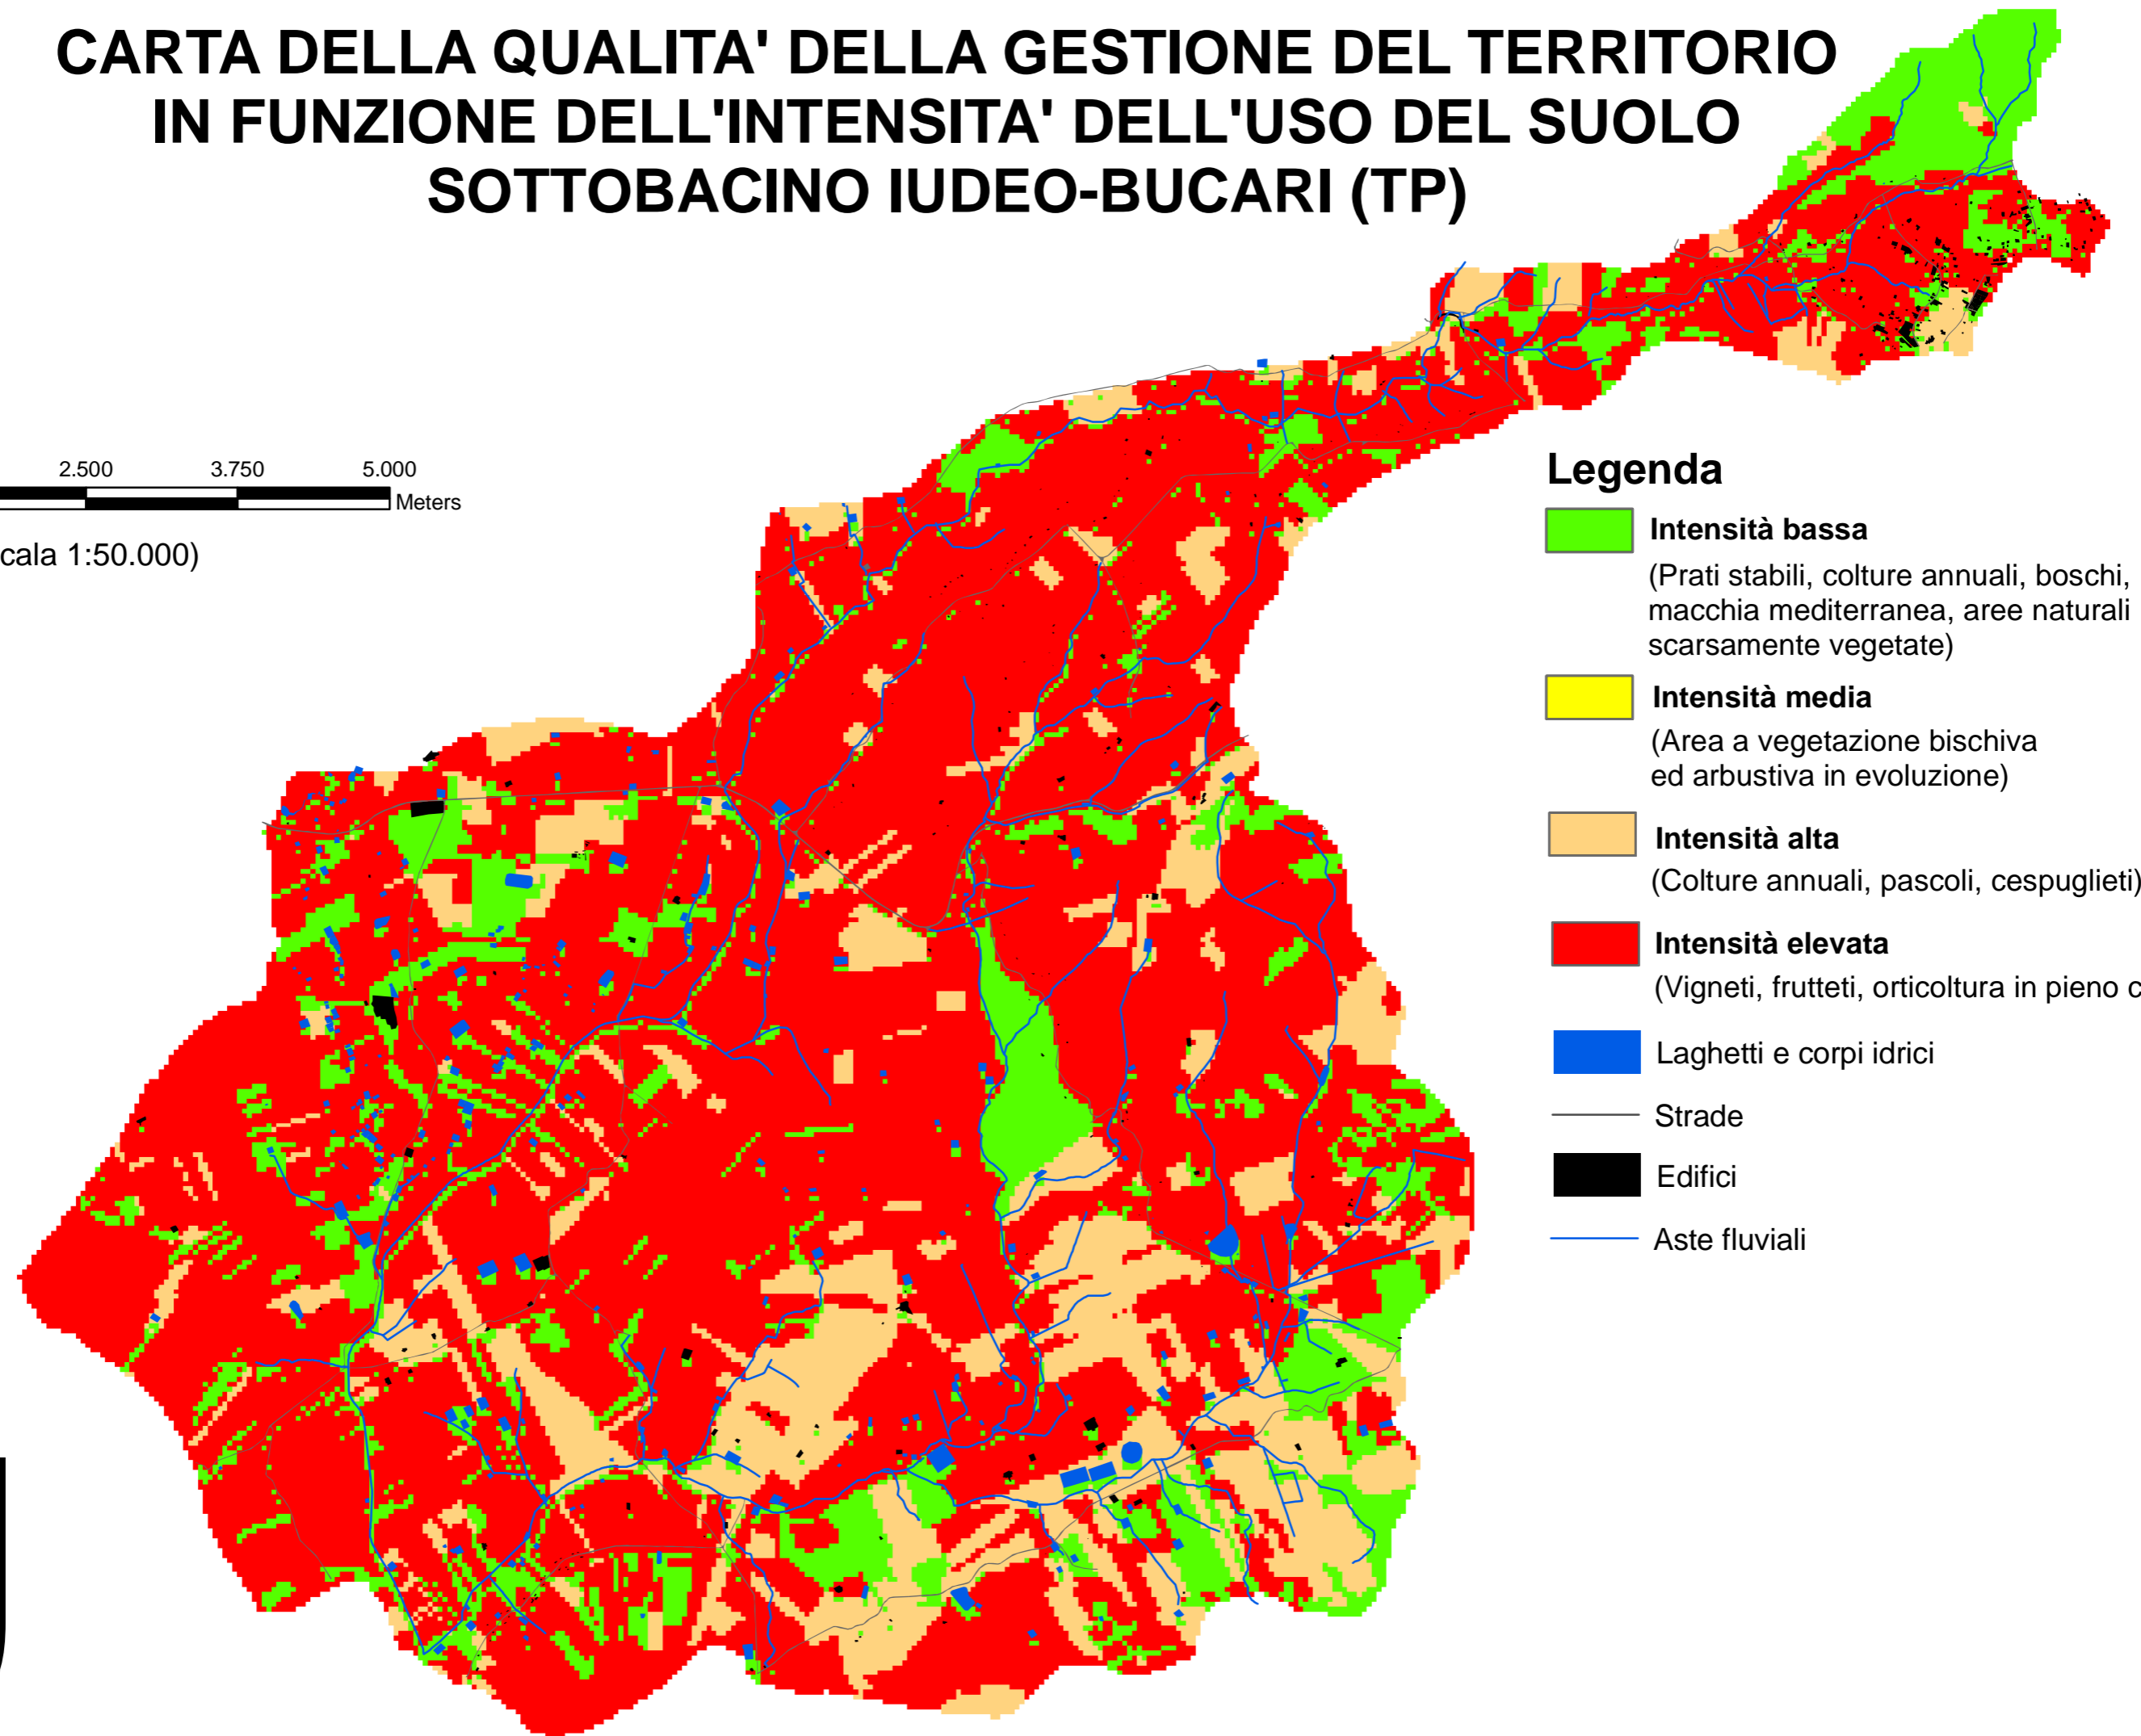 CARTA DELLA QUALITA' DELLA GESTIONE DEL TERRITORIO
IN FUNZIONE DELL'INTENSITA' DELL'USO DEL SUOLO
SOTTOBACINO IUDEO-BUCARI (TP)
2.500 3.750 5.000
Meters
cala 1:50.000)
Legenda
Intensità bassa
(Prati stabili, colture annuali, boschi,
macchia mediterranea, aree naturali
scarsamente vegetate)
Intensità media
(Area a vegetazione bischiva
ed arbustiva in evoluzione)
Intensità alta
(Colture annuali, pascoli, cespuglieti)
Intensità elevata
(Vigneti, frutteti, orticoltura in pieno c
Laghetti e corpi idrici
Strade
Edifici
Aste fluviali